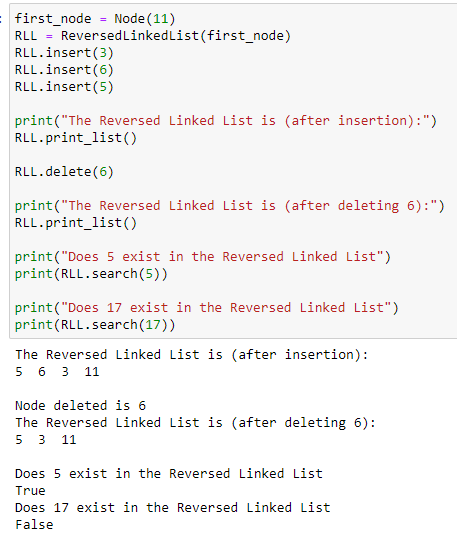 : first_node = Node(11)
RLL = ReversedLinkedList(first_node)
RLL.insert(3)
RLL.insert(6)
RLL.insert(5)

print("The Reversed Linked List is (after insertion):")
RLL.print_list()

RLL.delete(6)

print("The Reversed Linked List is (after deleting 6):")
RLL.print_list()

print("Does 5 exist in the Reversed Linked List")
print(RLL.search(5))

print("Does 17 exist in the Reversed Linked List")
print(RLL.search(17))

The Reversed Linked List is (after insertion):
5  6  3  11

Node deleted is 6
The Reversed Linked List is (after deleting 6):
5  3  11

Does 5 exist in the Reversed Linked List
True
Does 17 exist in the Reversed Linked List
False